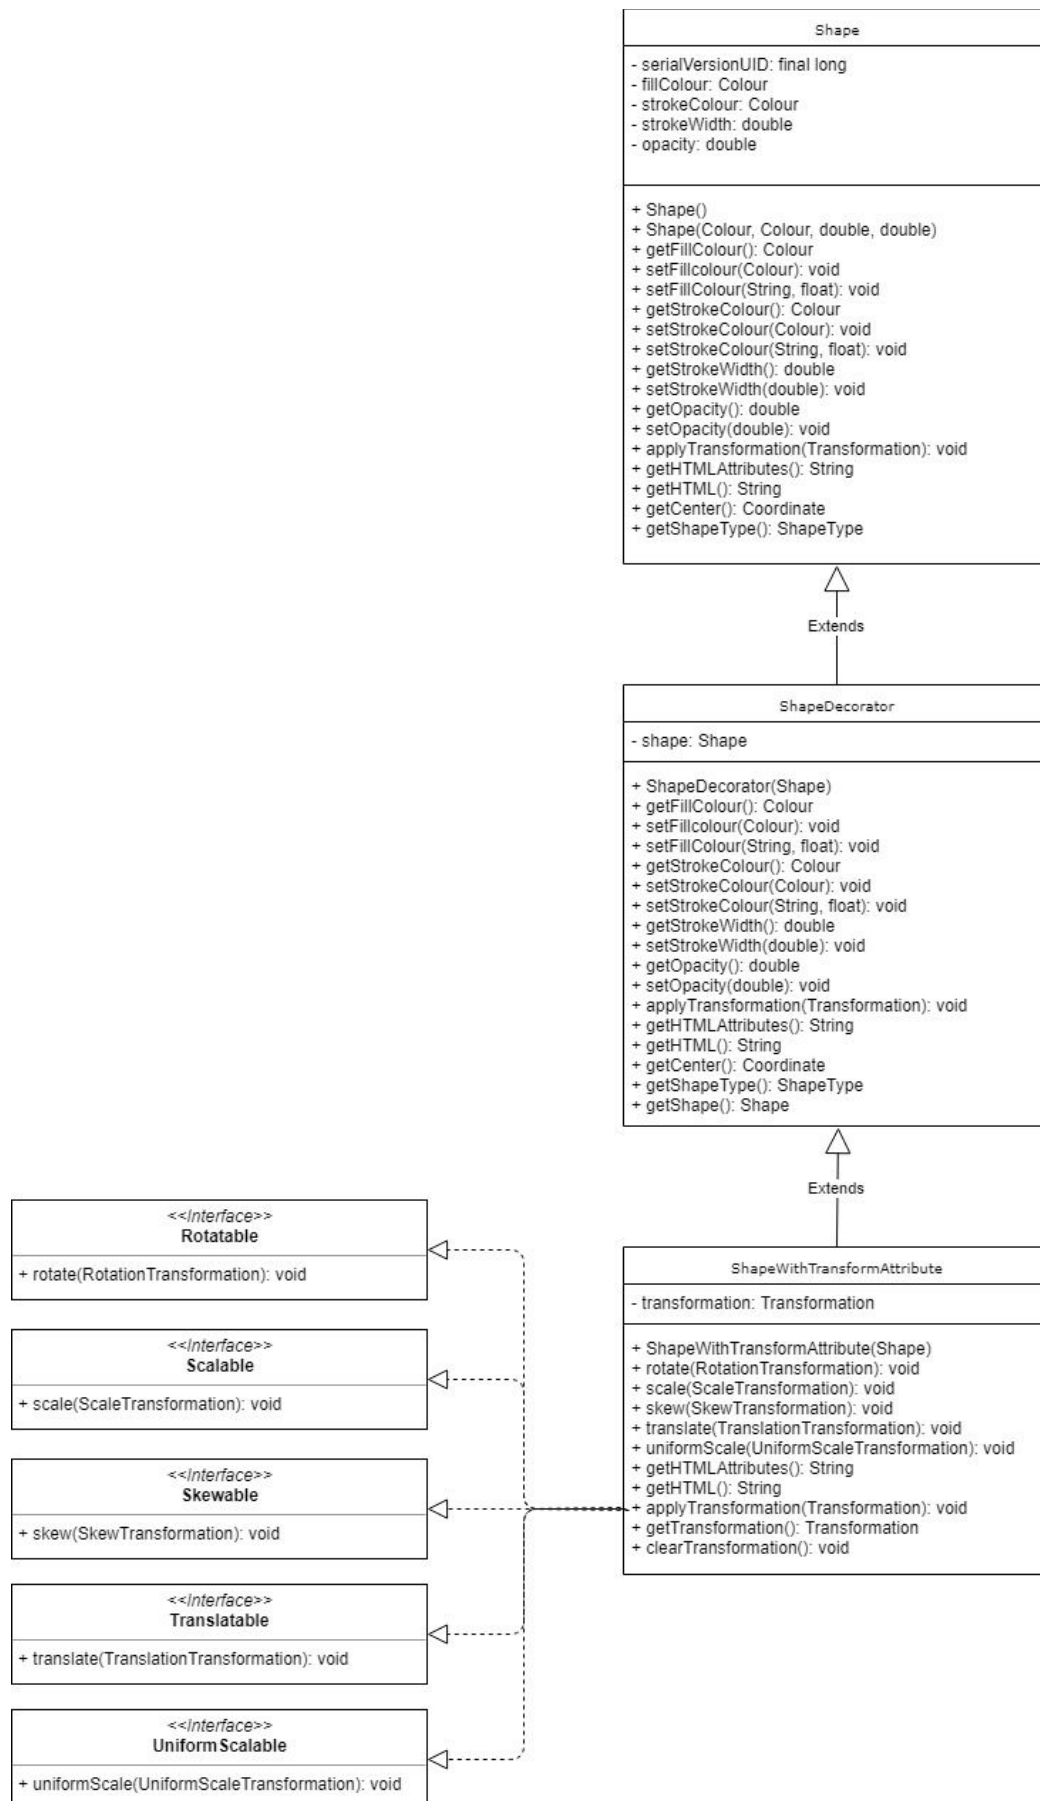 Shape
- serialVersionUID: final long
- fillColour: Colour
- strokeColour: Colour
- strokeWidth: double
- opacity: double
+ Shape()
+ Shape(Colour, Colour, double, double)
+ getFillColour(): Colour
+ setFillcolour(Colour): void
+ setFillColour(String, float): void
+ getStrokeColour(): Colour
+ setStrokeColour(Colour): void
+ setStrokeColour(String, float): void
+ getStrokeWidth(): double
+ setStrokeWidth(double): void
+ getOpacity(): double
+ setOpacity(double): void
+ applyTransformation(Transformation): void
+ getHTMLAttributes(): String
+ getHTML(): String
+ getCenter(): Coordinate
+ getShapeType(): ShapeType
Extends
ShapeDecorator
- shape: Shape
+ ShapeDecorator(Shape)
+ getFillColour(): Colour
+ setFillcolour(Colour): void
+ setFillColour(String, float): void
+ getStrokeColour(): Colour
+ setStrokeColour(Colour): void
+ setStrokeColour(String, float): void
+ getStrokeWidth(): double
+ setStrokeWidth(double): void
+ getOpacity(): double
+ setOpacity(double): void
+ applyTransformation(Transformation): void
+ getHTMLAttributes(): String
+ getHTML(): String
+ getCenter(): Coordinate
+ getShapeType(): ShapeType
+ getShape(): Shape
Extends
ShapeWithTransformAttribute
- transformation: Transformation
+ ShapeWithTransformAttribute(Shape)
+ rotate(RotationTransformation): void
+ scale(ScaleTransformation): void
+ skew(SkewTransformation): void
+ translate(TranslationTransformation): void
+ uniformScale(UniformScaleTransformation): void
+ getHTMLAttributes(): String
+ getHTML(): String
+ applyTransformation(Transformation): void
+ getTransformation(): Transformation
+ clearTransformation(): void
<<Interface>>
Rotatable
+ rotate(RotationTransformation): void
<<Interface>>
Scalable
+ scale(ScaleTransformation): void
<<Interface>>
Skewable
+ skew(SkewTransformation): void
<<Interface>>
Translatable
+ translate(TranslationTransformation): void
<<Interface>>
UniformScalable
+ uniformScale(UniformScaleTransformation): void